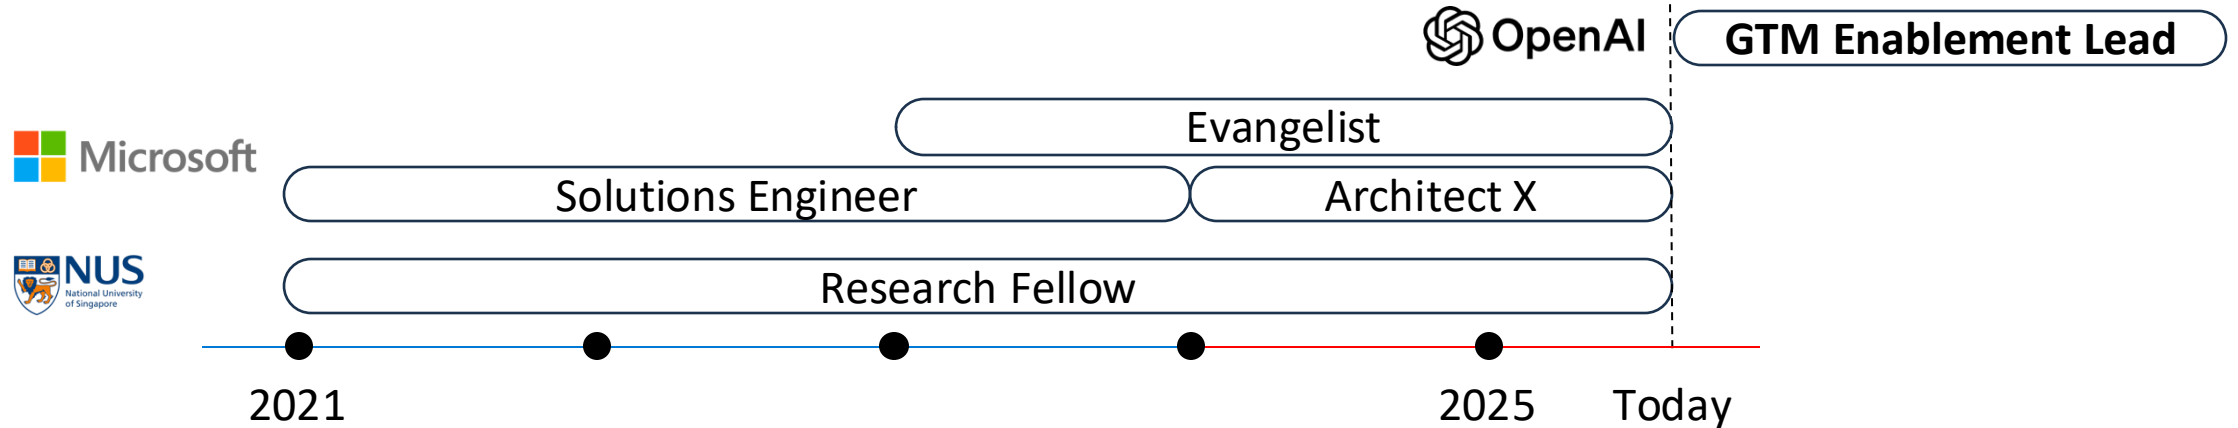 OpenAI
GTM Enablement Lead
Evangelist
Microsoft
Solutions Engineer
Architect X
NUS
National University
of Singapore
Research Fellow
2021
2025
Today